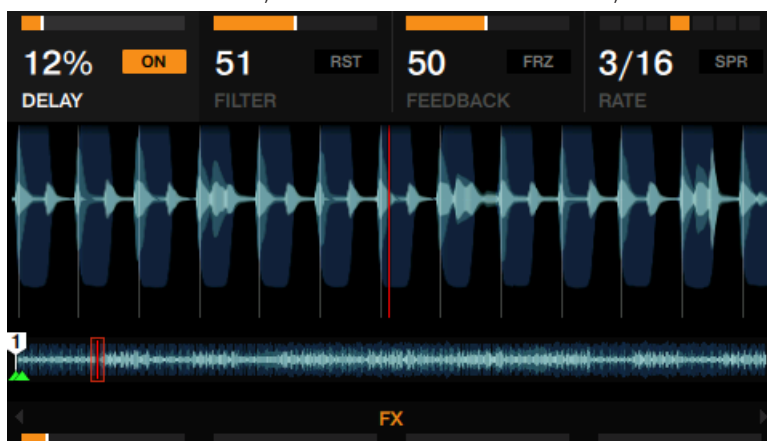 12% ON 51 RST 50 FRZ 3/16 SPR
DELAY FILTER FEEDBACK RATE
1
FX